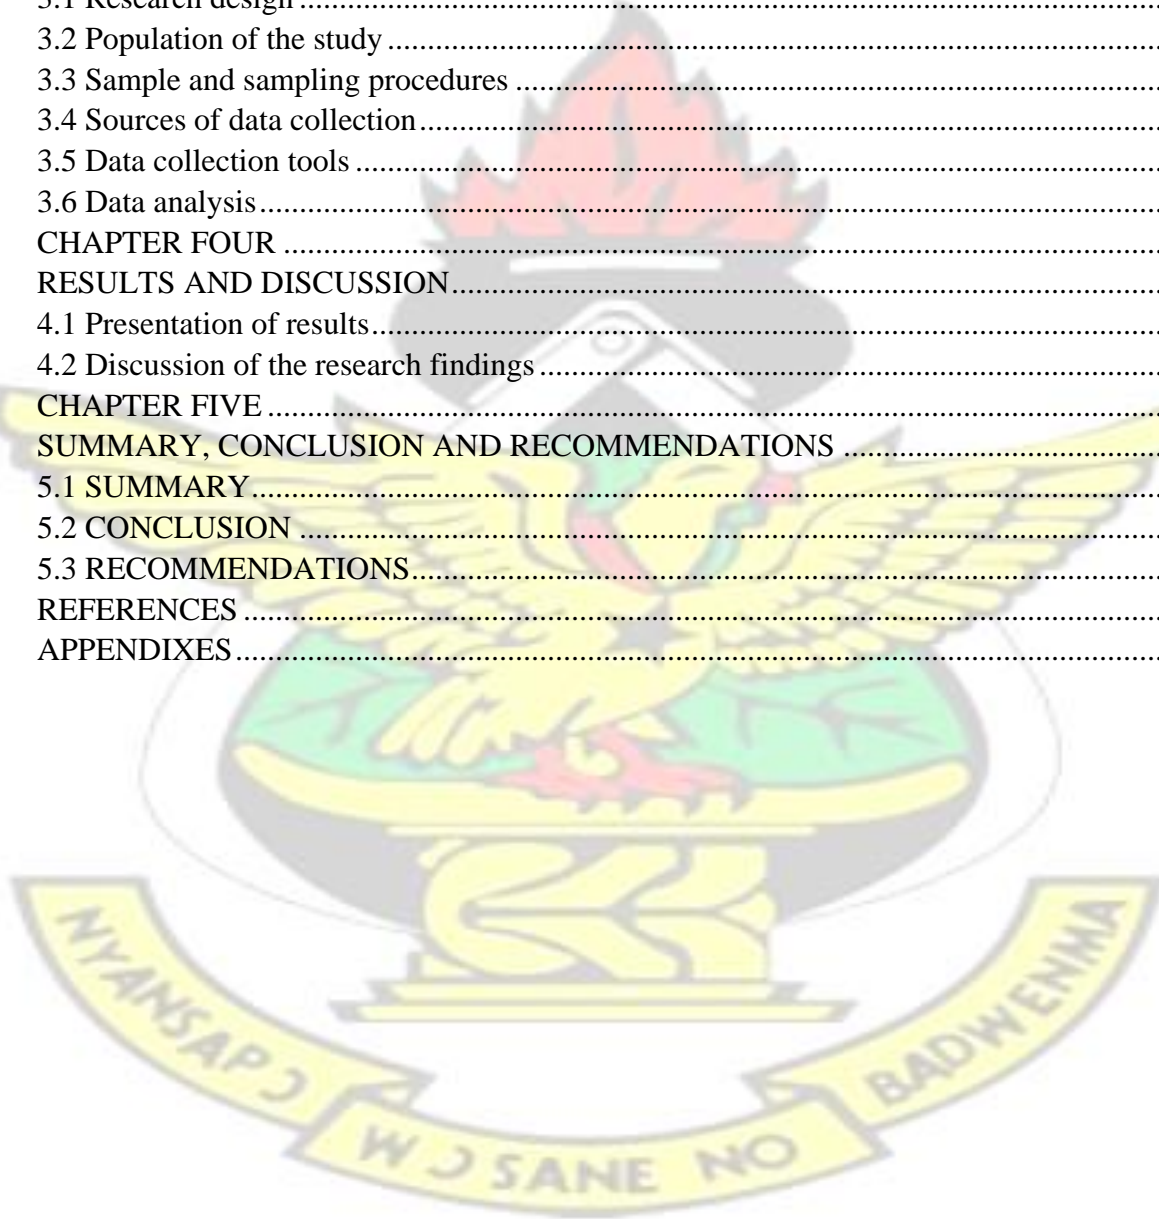 3.1 Research design ....................
3.2 Population of the study ....................
3.3 Sample and sampling procedures ....................
3.4 Sources of data collection ....................
3.5 Data collection tools ....................
3.6 Data analysis ....................
CHAPTER FOUR ....................
RESULTS AND DISCUSSION ....................
4.1 Presentation of results ....................
4.2 Discussion of the research findings ....................
CHAPTER FIVE ....................
SUMMARY, CONCLUSION AND RECOMMENDATIONS ....................
5.1 SUMMARY ....................
5.2 CONCLUSION ....................
5.3 RECOMMENDATIONS ....................
REFERENCES ....................
APPENDIXES ....................
NYANSAPƆ WƆ SANE NO BADWENMA